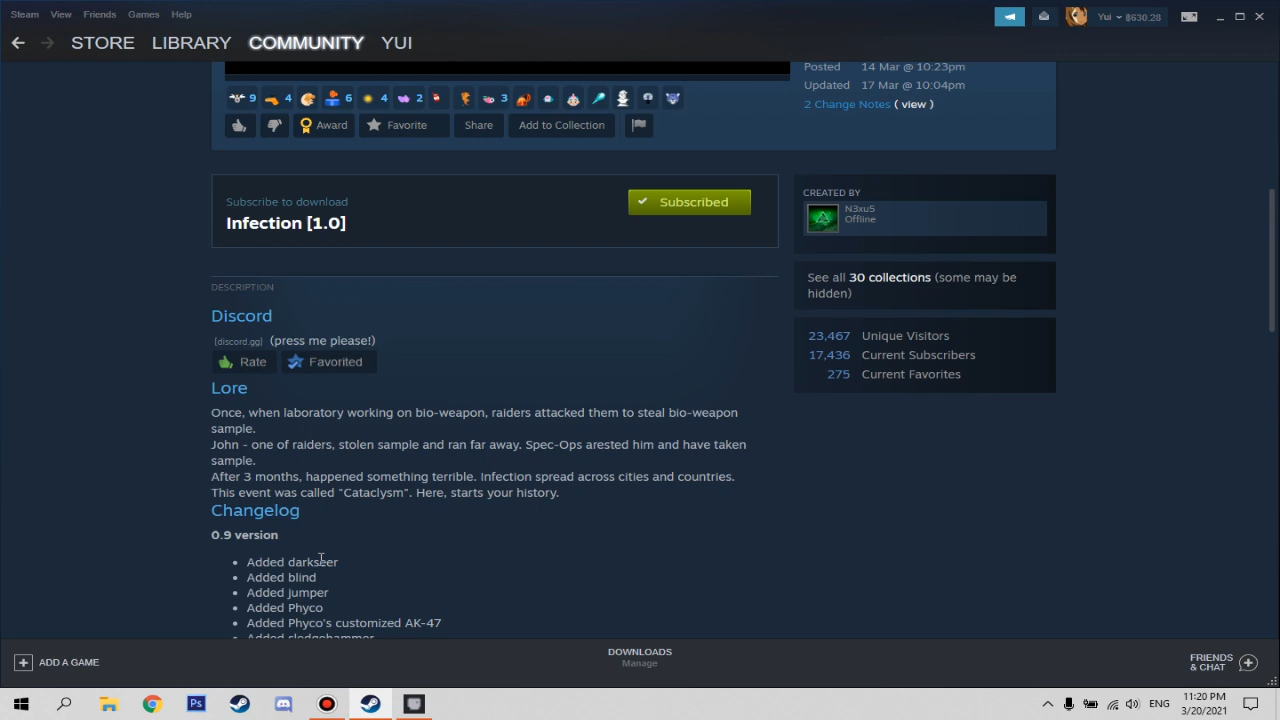 Steam View Friends Games Help
Yui ฿630.28
STORE LIBRARY COMMUNITY YUI
Posted 14 Mar @ 10:23pm
Updated 17 Mar @ 10:04pm
2 Change Notes ( view )
9 4 6 4 2 3
Award Favorite Share Add to Collection
Subscribe to download
Infection [1.0]
Subscribed
CREATED BY
N3xu5
Offline
See all 30 collections (some may be
hidden)
23,467 Unique Visitors
17,436 Current Subscribers
275 Current Favorites
DESCRIPTION
Discord
[discord.gg] (press me please!)
Rate Favorited
Lore
Once, when laboratory working on bio-weapon, raiders attacked them to steal bio-weapon
sample.
John - one of raiders, stolen sample and ran far away. Spec-Ops arested him and have taken
sample.
After 3 months, happened something terrible. Infection spread across cities and countries.
This event was called "Cataclysm". Here, starts your history.
Changelog
0.9 version
• Added darkseer
• Added blind
• Added jumper
• Added Phyco
• Added Phyco's customized AK-47
• Added sledgehammer
ADD A GAME
DOWNLOADS
Manage
FRIENDS
& CHAT
Ps
ENG
11:20 PM
3/20/2021